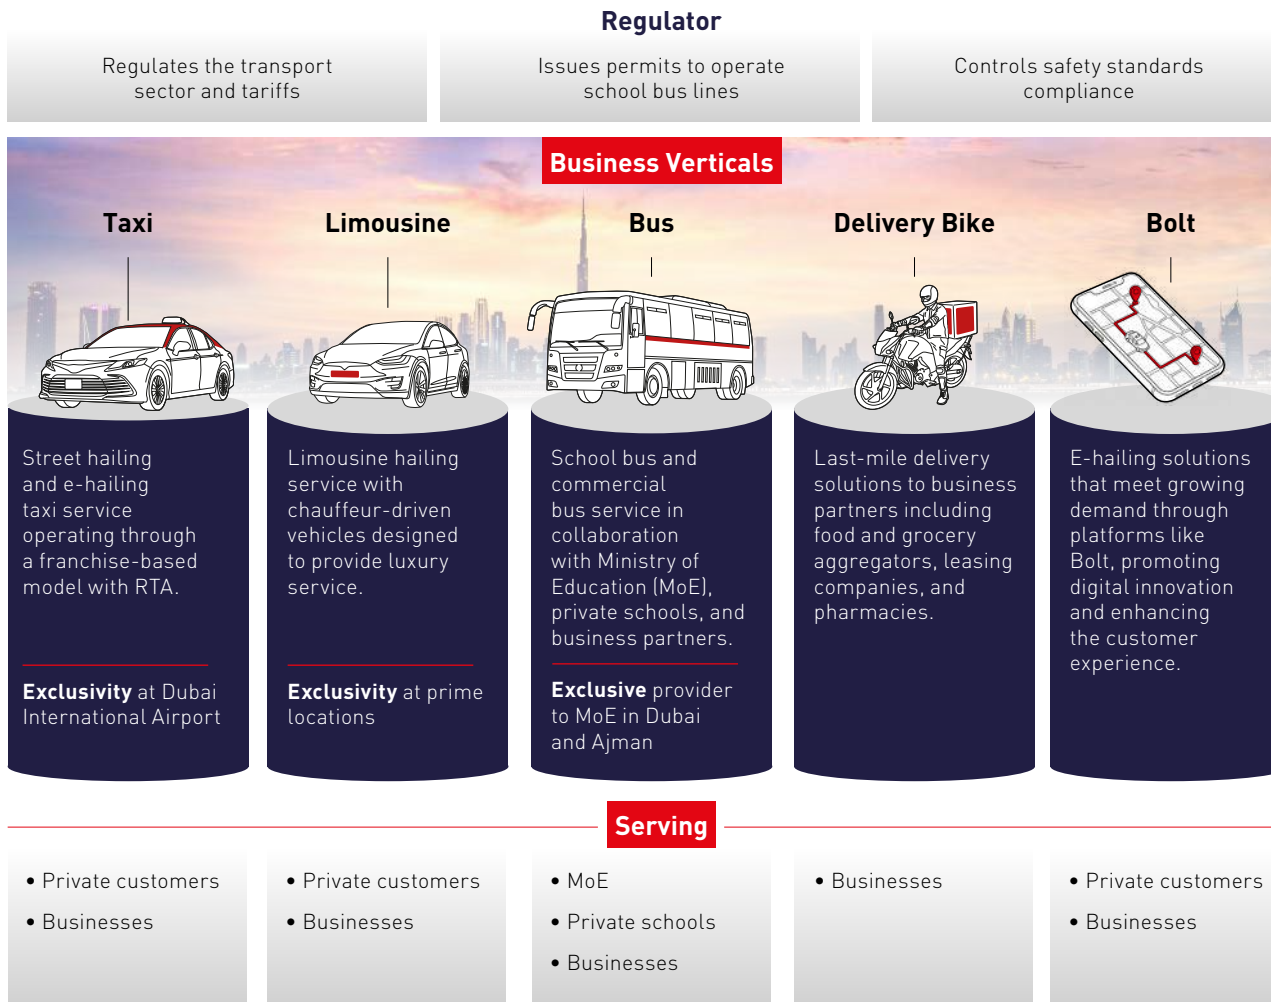 Regulator
Regulates the transport
sector and tariffs
Issues permits to operate
school bus lines
Controls safety standards
compliance
Business Verticals
Taxi
Limousine
Bus
Delivery Bike
Bolt
Street hailing
and e-hailing
taxi service
operating through
a franchise-based
model with RTA.
Exclusivity at Dubai
International Airport
Limousine hailing
service with
chauffeur-driven
vehicles designed
to provide luxury
service.
Exclusivity at prime
locations
School bus and
commercial
bus service in
collaboration
with Ministry of
Education (MoE),
private schools, and
business partners.
Exclusive provider
to MoE in Dubai
and Ajman
Last-mile delivery
solutions to business
partners including
food and grocery
aggregators, leasing
companies, and
pharmacies.
E-hailing solutions
that meet growing
demand through
platforms like
Bolt, promoting
digital innovation
and enhancing
the customer
experience.
Serving
• Private customers
• Businesses
• Private customers
• Businesses
• MoE
• Private schools
• Businesses
• Businesses
• Private customers
• Businesses